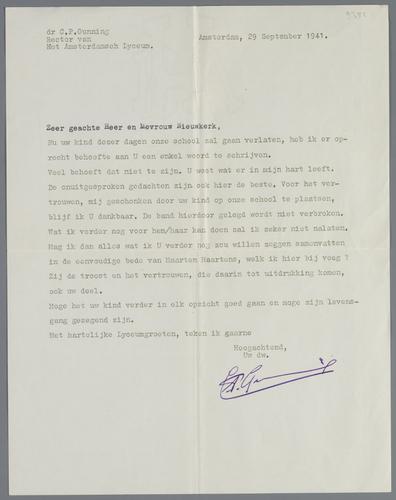 dr C.P.Gunning
Rector van
Het Amsterdamsch Lyceum.
Amsterdam, 29 September 1941.
Zeer geachte Heer en Mevrouw Nieuwkerk,
Nu uw kind dezer dagen onze school zal gaan verlaten, heb ik er op-
recht behoefte aan U een enkel woord te schrijven.
Veel behoeft dat niet te zijn. U weet wat er in mijn hart leeft.
De onuitgesproken gedachten zijn ook hier de beste. Voor het ver-
trouwen, mij geschonken door uw kind op onze school te plaatsen,
blijf ik U dankbaar. De band hierdoor gelegd wordt niet verbroken.
Wat ik verder nog voor hem/haar kan doen zal ik zeker niet nalaten.
Mag ik dan alles wat ik U verder nog zou willen zeggen samenvatten
in de eenvoudige bede van Maarten Maartens, welk ik hier bij voeg ?
Zij de troost en het vertrouwen, die daarin tot uitdrukking komen,
ook uw deel.
Moge het uw kind verder in elk opzicht goed gaan en moge zijn levens-
gang gezegend zijn.
Met hartelijke Lyceumgroeten, teken ik gaarne
Hoogachtend,
Uw dw.